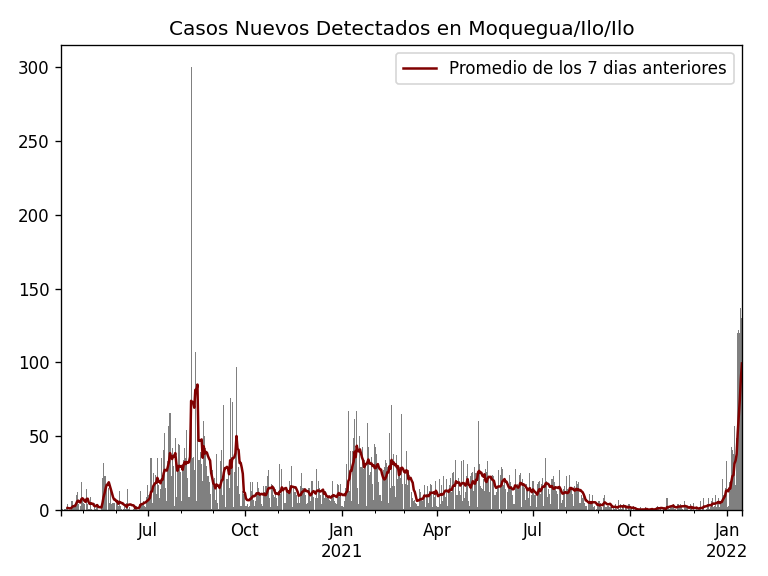 Casos Nuevos Detectados en Moquegua/Ilo/Ilo
Promedio de los 7 dias anteriores
300
250
200
150
100
50
0
Jul Oct Jan Apr Jul Oct Jan
2021 2022